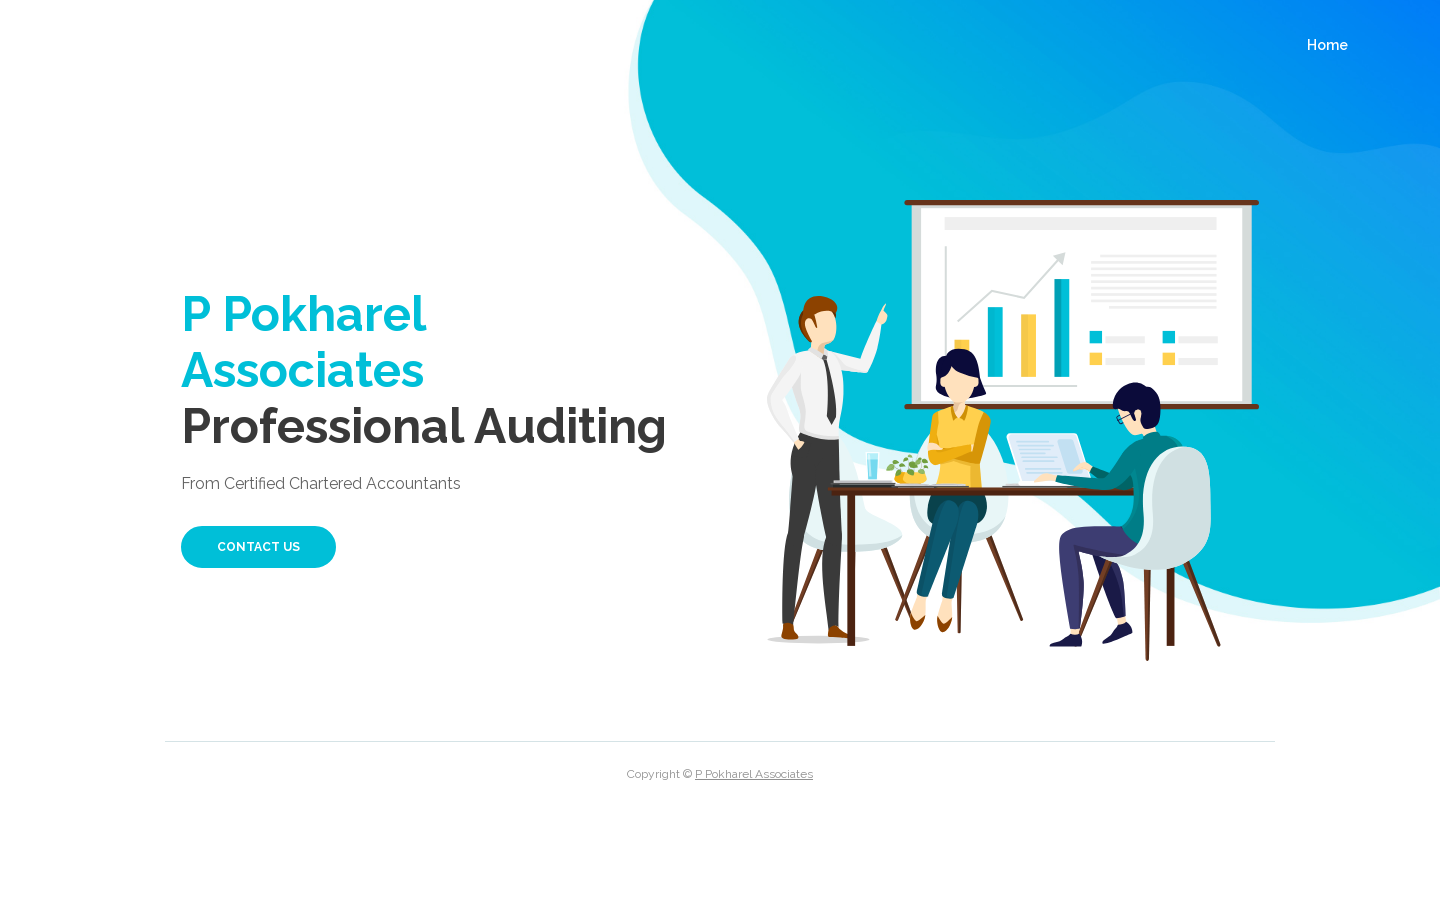 Home
P Pokharel
Associates
Professional Auditing
From Certified Chartered Accountants
CONTACT US
Copyright © P Pokharel Associates